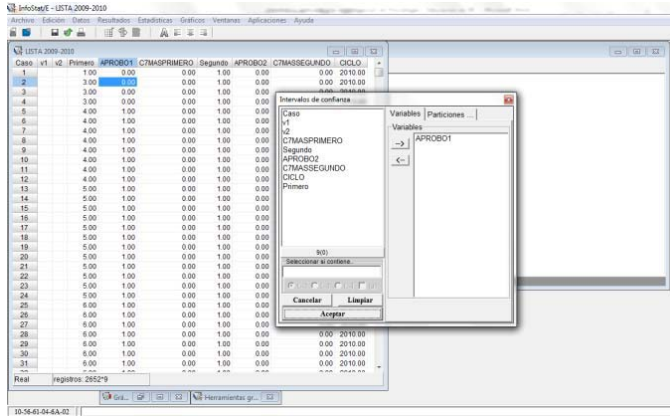 InfoStat/E - LISTA 2009-2010
Archivo Edición Datos Resultados Estadísticas Gráficos Ventanas Aplicaciones Ayuda
LISTA 2009-2010
Caso v1 v2 Primero APROBO1 C7MASPRIMERO Segundo APROBO2 C7MASSEGUNDO CICLO
1 1.00 0.00 0.00 1.00 0.00 0.00 2010.00
2 3.00 0.00 0.00 1.00 0.00 0.00 2010.00
3 3.00 0.00 0.00 1.00 0.00 0.00 2010.00
4 3.00 0.00 0.00 1.00 0.00
5 4.00 1.00 0.00 1.00 0.00
6 4.00 1.00 0.00 1.00 0.00
7 4.00 1.00 0.00 1.00 0.00
8 4.00 1.00 0.00 1.00 0.00
9 4.00 1.00 0.00 1.00 0.00
10 4.00 1.00 0.00 1.00 0.00
11 4.00 1.00 0.00 1.00 0.00
12 4.00 1.00 0.00 1.00 0.00
13 5.00 1.00 0.00 1.00 0.00
14 5.00 1.00 0.00 1.00 0.00
15 5.00 1.00 0.00 1.00 0.00
16 5.00 1.00 0.00 1.00 0.00
17 5.00 1.00 0.00 1.00 0.00
18 5.00 1.00 0.00 1.00 0.00
19 5.00 1.00 0.00 1.00 0.00
20 5.00 1.00 0.00 1.00 0.00
21 5.00 1.00 0.00 1.00 0.00
22 5.00 1.00 0.00 1.00 0.00
23 5.00 1.00 0.00 1.00 0.00
24 5.00 1.00 0.00 1.00 0.00
25 6.00 1.00 0.00 1.00 0.00
26 6.00 1.00 0.00 1.00 0.00
27 6.00 1.00 0.00 1.00 0.00
28 6.00 1.00 0.00 1.00 0.00 0.00 2010.00
29 6.00 1.00 0.00 1.00 0.00 0.00 2010.00
30 6.00 1.00 0.00 1.00 0.00 0.00 2010.00
31 6.00 1.00 0.00 1.00 0.00 0.00 2010.00
Real registros: 2652*9
Intervalos de confianza
Caso
v1
v2
C7MASPRIMERO
Segundo
APROBO2
C7MASSEGUNDO
CICLO
Primero
9(0)
Seleccionar si contiene..
Cancelar Limpiar
Aceptar
Variables Particiones ...
Variables
APROBO1
-->
<--
Grá...
Herramientas gr...
10-56-61-04-6A-02